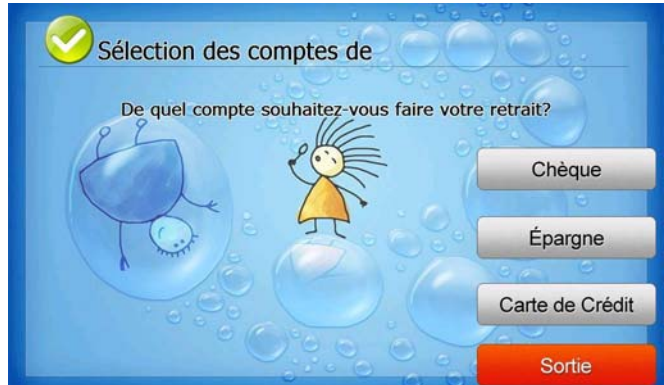 Sélection des comptes de
De quel compte souhaitez-vous faire votre retrait?
Chèque
Épargne
Carte de Crédit
Sortie